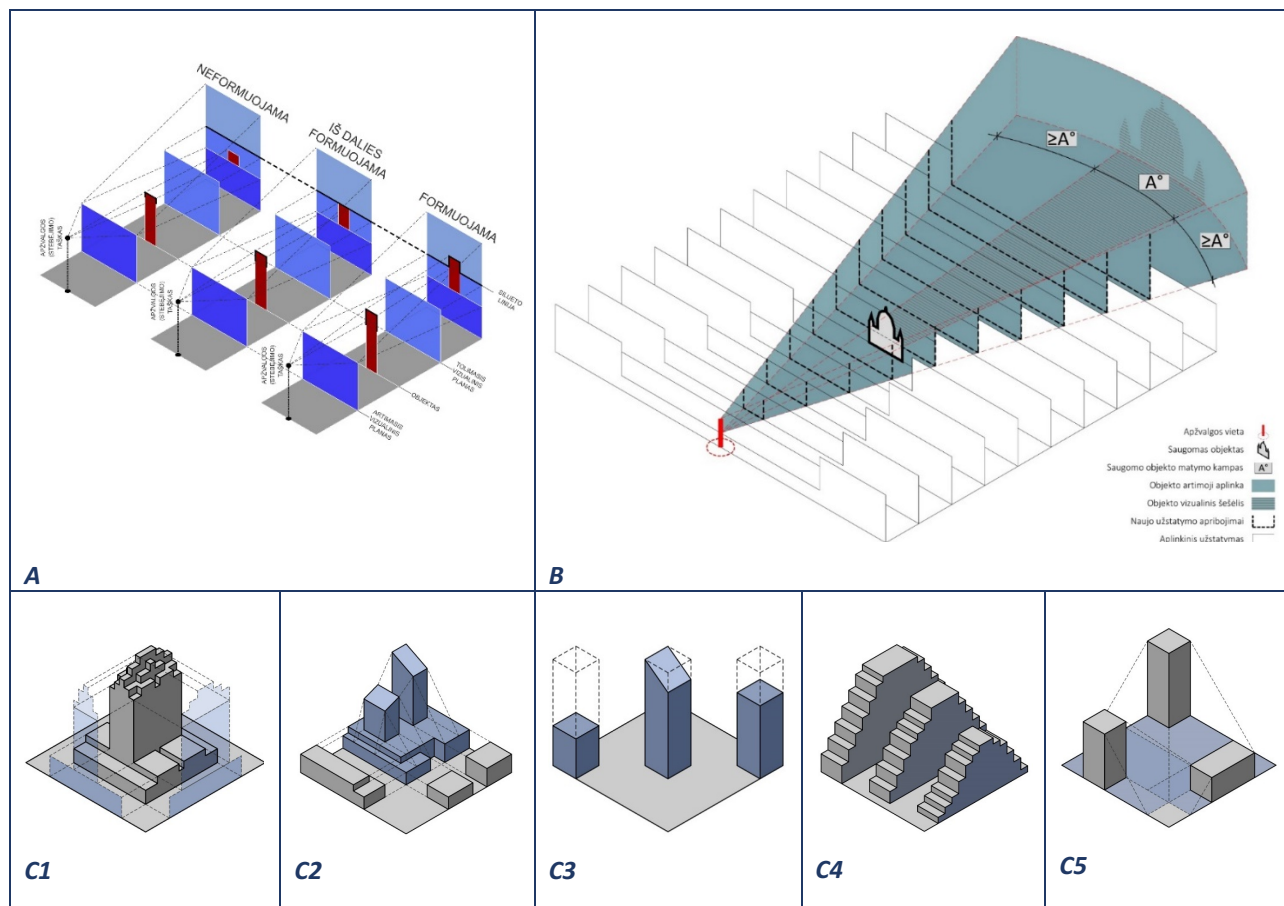 NEFORMUOJAMA
IŠ DALIES
FORMUOJAMA
FORMUOJAMA
APŽVALGOS
(STEBĖJIMO)
TAŠKAS
APŽVALGOS
(STEBĖJIMO)
TAŠKAS
APŽVALGOS
(STEBĖJIMO)
TAŠKAS
SILUETO
LINIJA
TOLIMASIS
VIZUALINIS
PLANAS
OBJEKTAS
ARTIMASIS
VIZUALINIS
PLANAS
A
≥A°
A°
≥A°
Apžvalgos vieta
Saugomas objektas
Saugomo objekto matymo kampas A°
Objekto artimoji aplinka
Objekto vizualinis šešėlis
Naujo užstatymo apribojimai
Aplinkinis užstatymas
B
C1
C2
C3
C4
C5